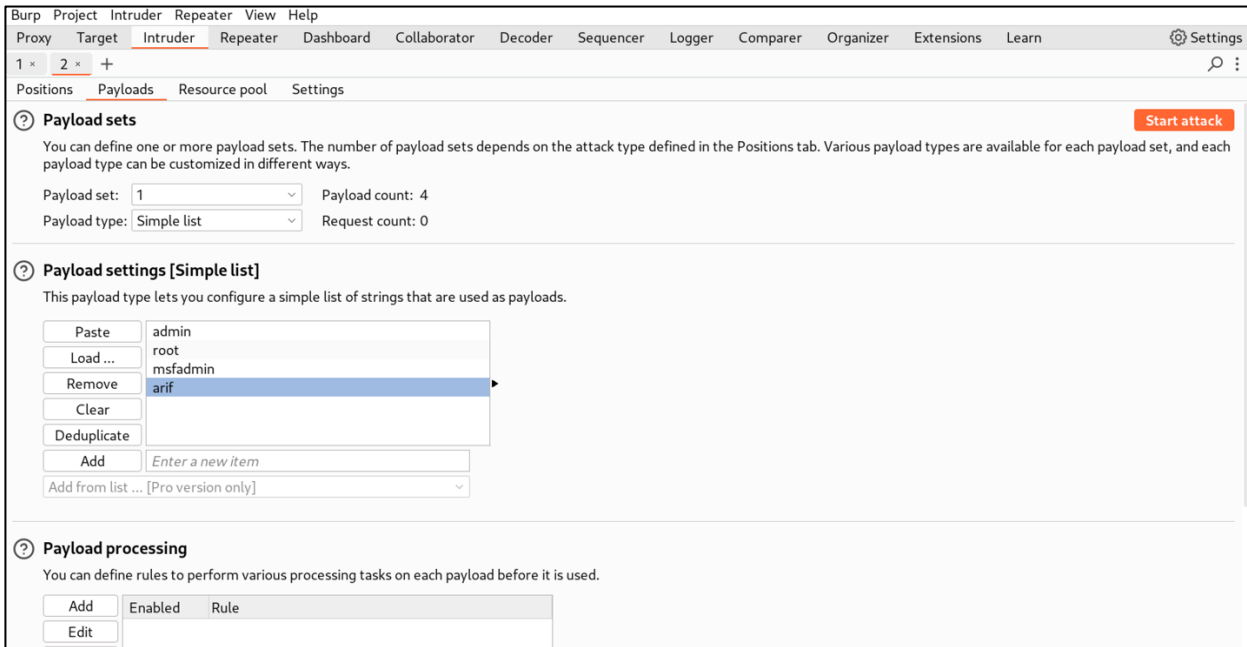 Burp Project Intruder Repeater View Help
Proxy Target Intruder Repeater Dashboard Collaborator Decoder Sequencer Logger Comparer Organizer Extensions Learn Settings
1 × 2 × +
Positions Payloads Resource pool Settings
? Payload sets Start attack
You can define one or more payload sets. The number of payload sets depends on the attack type defined in the Positions tab. Various payload types are available for each payload set, and each
payload type can be customized in different ways.
Payload set: 1 Payload count: 4
Payload type: Simple list Request count: 0
? Payload settings [Simple list]
This payload type lets you configure a simple list of strings that are used as payloads.
Paste admin
Load ... root
msfadmin
Remove arif
Clear
Deduplicate
Add Enter a new item
Add from list ... [Pro version only]
? Payload processing
You can define rules to perform various processing tasks on each payload before it is used.
Add Enabled Rule
Edit